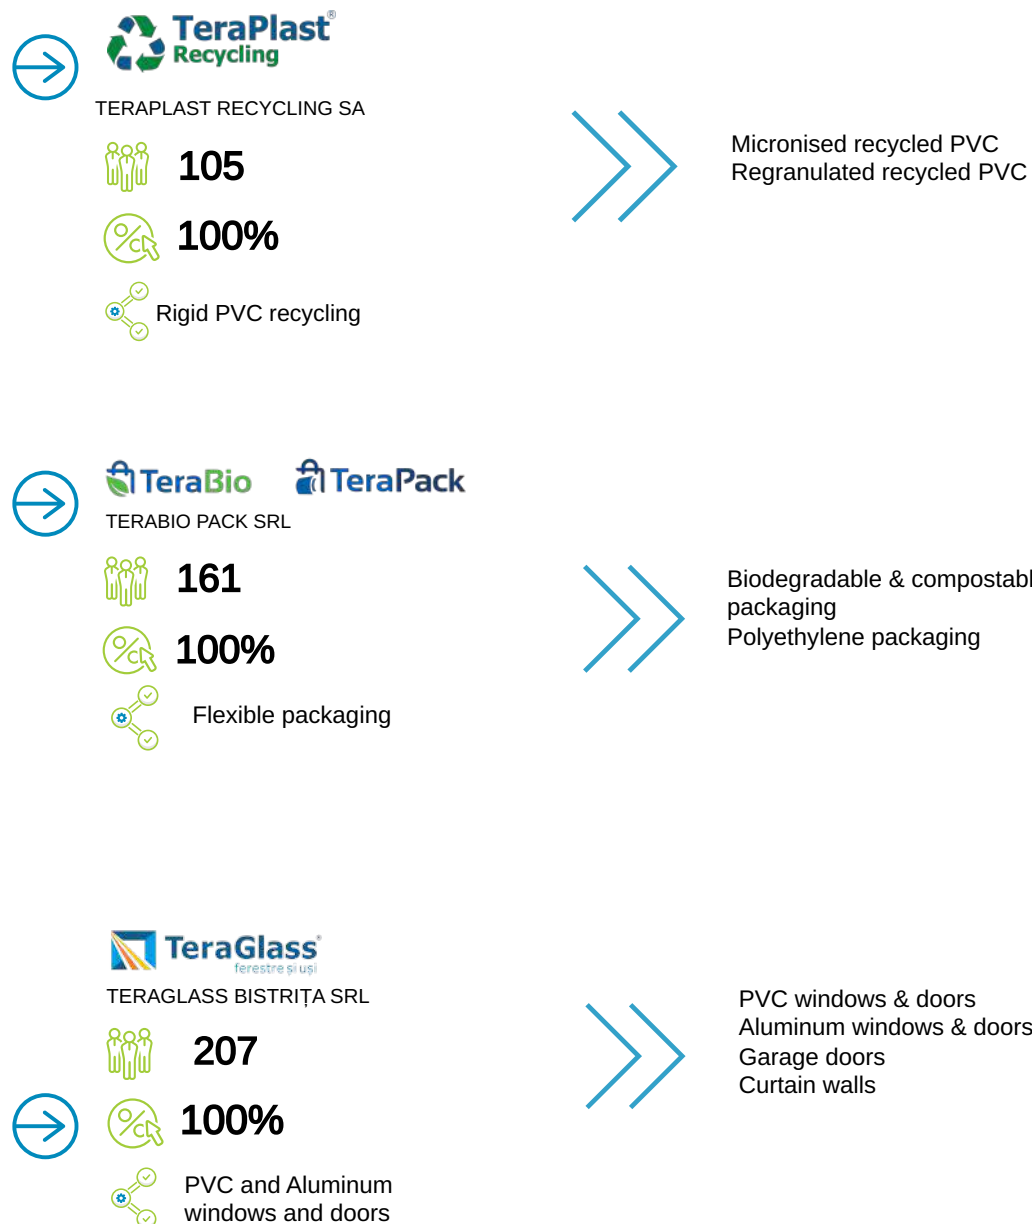 TeraPlast®
Recycling
TERAPLAST RECYCLING SA
105
100%
Rigid PVC recycling
Micronised recycled PVC
Regranulated recycled PVC
TeraBio TeraPack
TERABIO PACK SRL
161
100%
Flexible packaging
Biodegradable & compostabl
packaging
Polyethylene packaging
TeraGlass®
ferestre și uși
TERAGLASS BISTRIȚA SRL
207
100%
PVC and Aluminum
windows and doors
PVC windows & doors
Aluminum windows & doors
Garage doors
Curtain walls